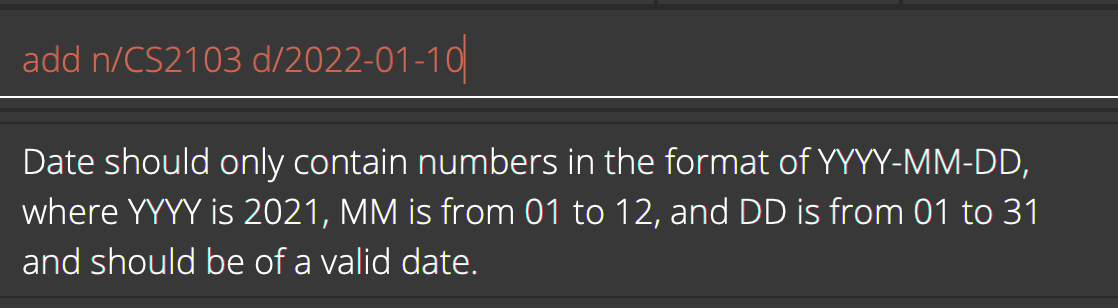 add n/CS2103 d/2022-01-10
Date should only contain numbers in the format of YYYY-MM-DD,
where YYYY is 2021, MM is from 01 to 12, and DD is from 01 to 31
and should be of a valid date.